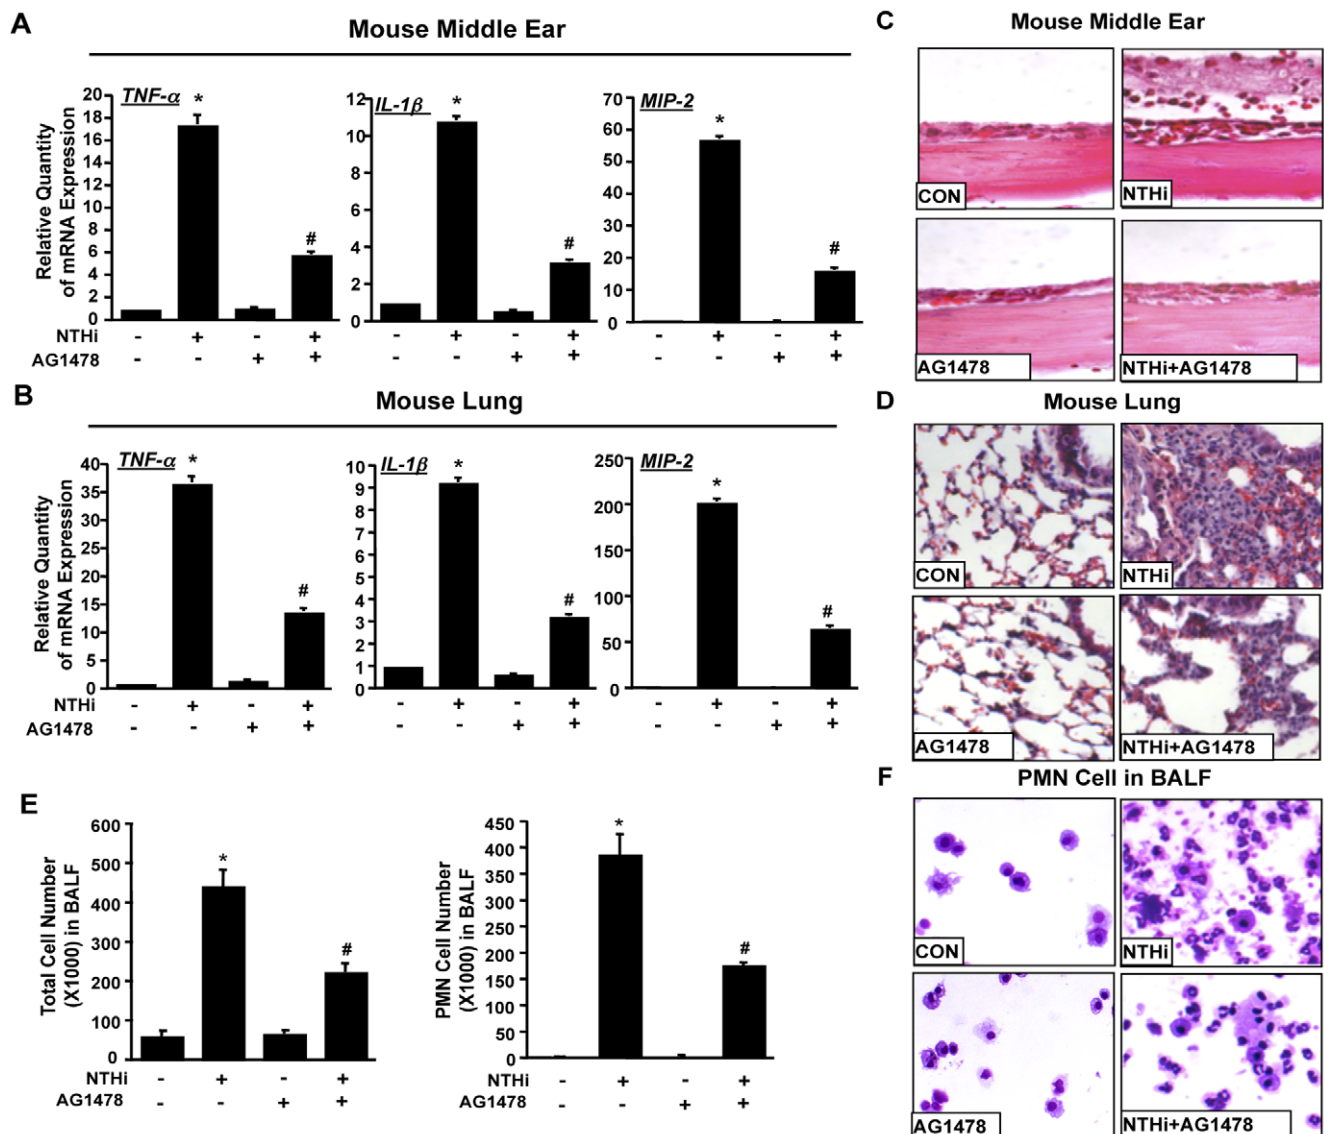 A
Mouse Middle Ear
Relative Quantity
of mRNA Expression
TNF-α
*
#
20
18
16
14
12
10
8
6
4
2
0
IL-1β
*
#
12
10
8
6
4
2
0
MIP-2
*
#
70
60
50
40
30
20
10
0
NTHi - + - + - + - + - + - +
AG1478 - - + + - - + + - - + +
B
Mouse Lung
Relative Quantity
of mRNA Expression
TNF-α
*
#
40
35
30
25
20
15
10
5
0
IL-1β
*
#
10
9
8
7
6
5
4
3
2
1
0
MIP-2
*
#
250
200
150
100
50
0
NTHi - + - + - + - + - + - +
AG1478 - - + + - - + + - - + +
E
Total Cell Number
(X1000) in BALF
*
#
600
500
400
300
200
100
0
PMN Cell Number
(X1000) in BALF
*
#
450
400
350
300
250
200
150
100
50
0
NTHi - + - + - + - +
AG1478 - - + + - - + +
C
Mouse Middle Ear
CON
NTHi
AG1478
NTHi+AG1478
D
Mouse Lung
CON
NTHi
AG1478
NTHi+AG1478
F
PMN Cell in BALF
CON
NTHi
AG1478
NTHi+AG1478